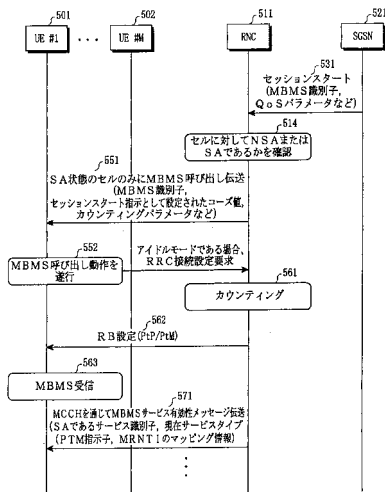 501
502
511
521
UE #1
...
UE #M
RNC
SGSN
531
セッションスタート
(MBMS識別子,
QoSパラメータなど)
514
セルに対してNSAまたは
SAであるかを確認
551
SA状態のセルのみにMBMS呼び出し伝送
(MBMS識別子,
セッションスタート指示として設定されたコーズ値,
カウンティングパラメータなど)
552
MBMS呼び出し動作を
遂行
アイドルモードである場合、
RRC接続設定要求
561
カウンティング
562
RB設定(PtP/PtM)
563
MBMS受信
571
MCCHを通じてMBMSサービス有効性メッセージ伝送
(SAであるサービス識別子, 現在サービスタイプ
(PTM指示子, MRNTIのマッピング情報)